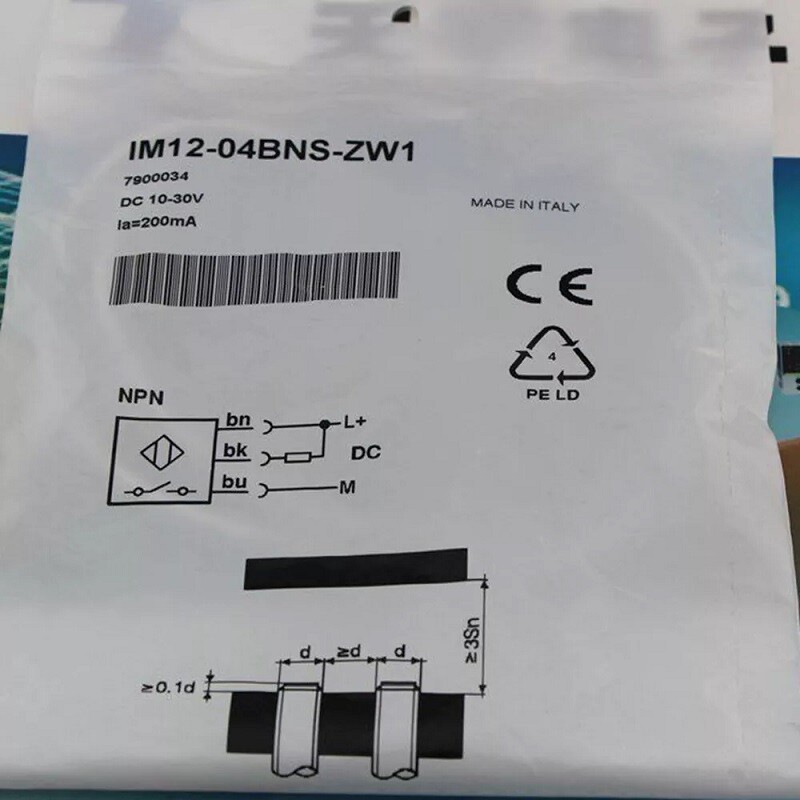 IM12-04BNS-ZW1
7900034
DC 10-30V
Ia=200mA
MADE IN ITALY
CE
4
PE LD
NPN
bn
L+
bk
DC
bu
M
d
≥d
d
≥3Sn
≥0.1d